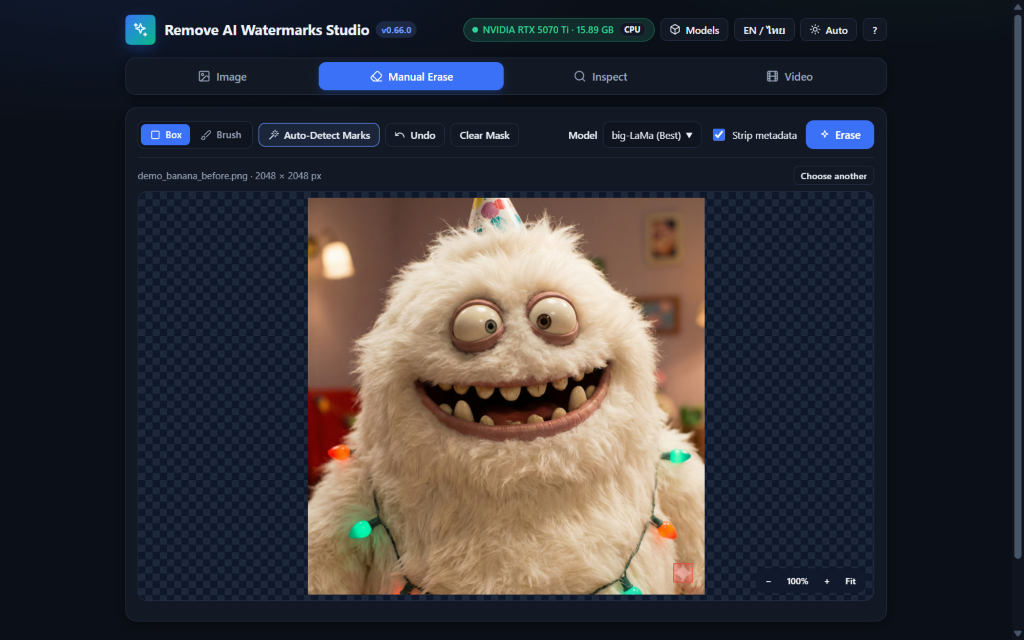 Remove AI Watermarks Studio v0.66.0 NVIDIA RTX 5070 Ti · 15.89 GB CPU Models EN / ไทย Auto ?
Image Manual Erase Inspect Video
Box Brush Auto-Detect Marks Undo Clear Mask Model big-LaMa (Best) ▼ Strip metadata Erase
demo_banana_before.png · 2048 × 2048 px Choose another
− 100% + Fit